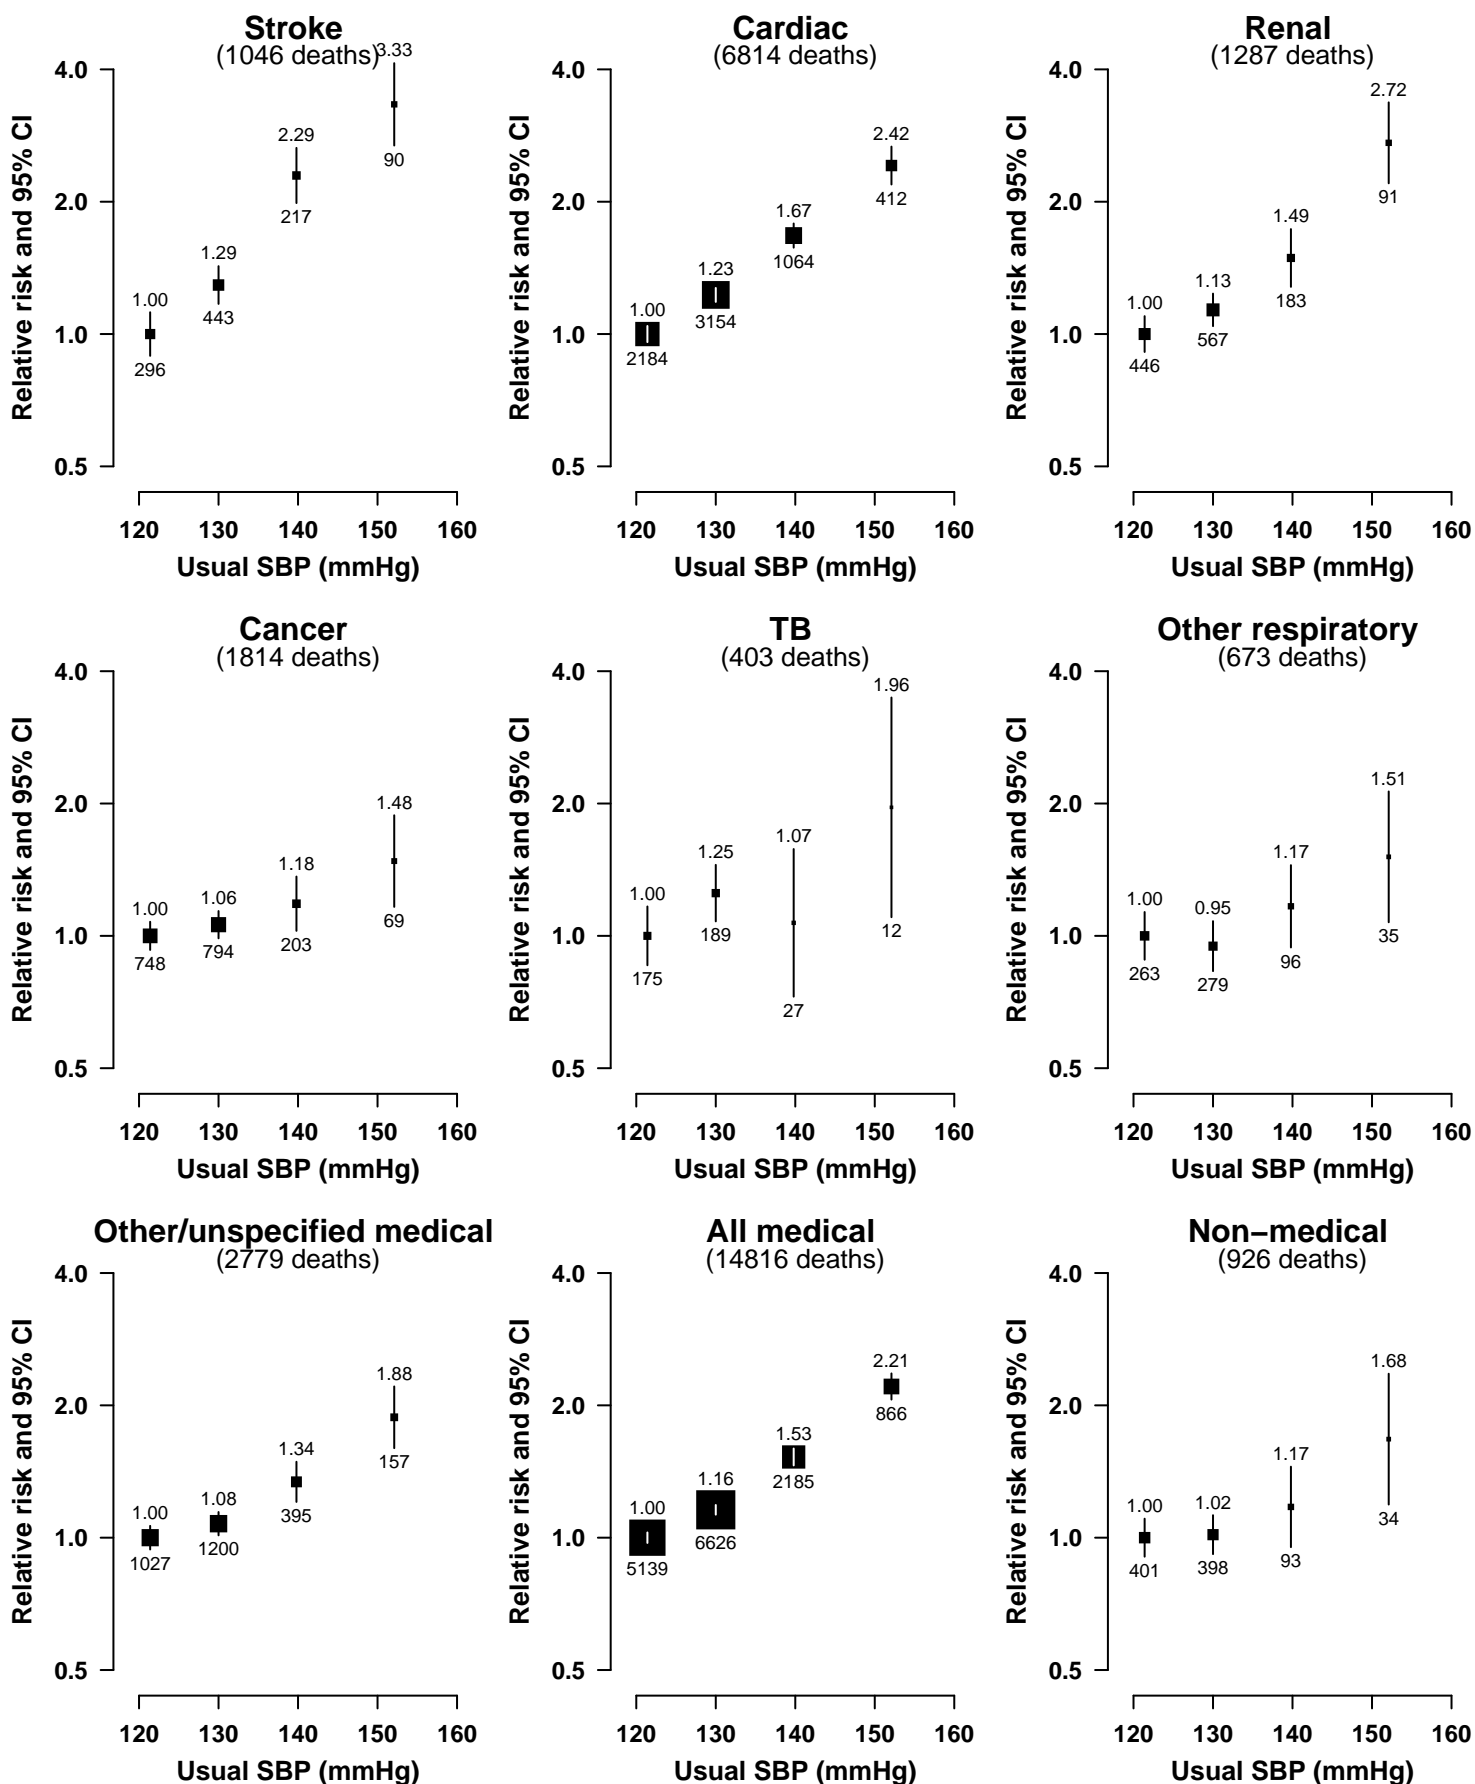 Stroke
(1046 deaths)
Relative risk and 95% CI
4.0
2.0
1.0
0.5
1.00
296
1.29
443
2.29
217
3.33
90
120 130 140 150 160
Usual SBP (mmHg)
Cardiac
(6814 deaths)
Relative risk and 95% CI
4.0
2.0
1.0
0.5
1.00
2184
1.23
3154
1.67
1064
2.42
412
120 130 140 150 160
Usual SBP (mmHg)
Renal
(1287 deaths)
Relative risk and 95% CI
4.0
2.0
1.0
0.5
1.00
446
1.13
567
1.49
183
2.72
91
120 130 140 150 160
Usual SBP (mmHg)
Cancer
(1814 deaths)
Relative risk and 95% CI
4.0
2.0
1.0
0.5
1.00
748
1.06
794
1.18
203
1.48
69
120 130 140 150 160
Usual SBP (mmHg)
TB
(403 deaths)
Relative risk and 95% CI
4.0
2.0
1.0
0.5
1.00
175
1.25
189
1.07
27
1.96
12
120 130 140 150 160
Usual SBP (mmHg)
Other respiratory
(673 deaths)
Relative risk and 95% CI
4.0
2.0
1.0
0.5
1.00
263
0.95
279
1.17
96
1.51
35
120 130 140 150 160
Usual SBP (mmHg)
Other/unspecified medical
(2779 deaths)
Relative risk and 95% CI
4.0
2.0
1.0
0.5
1.00
1027
1.08
1200
1.34
395
1.88
157
120 130 140 150 160
Usual SBP (mmHg)
All medical
(14816 deaths)
Relative risk and 95% CI
4.0
2.0
1.0
0.5
1.00
5139
1.16
6626
1.53
2185
2.21
866
120 130 140 150 160
Usual SBP (mmHg)
Non−medical
(926 deaths)
Relative risk and 95% CI
4.0
2.0
1.0
0.5
1.00
401
1.02
398
1.17
93
1.68
34
120 130 140 150 160
Usual SBP (mmHg)